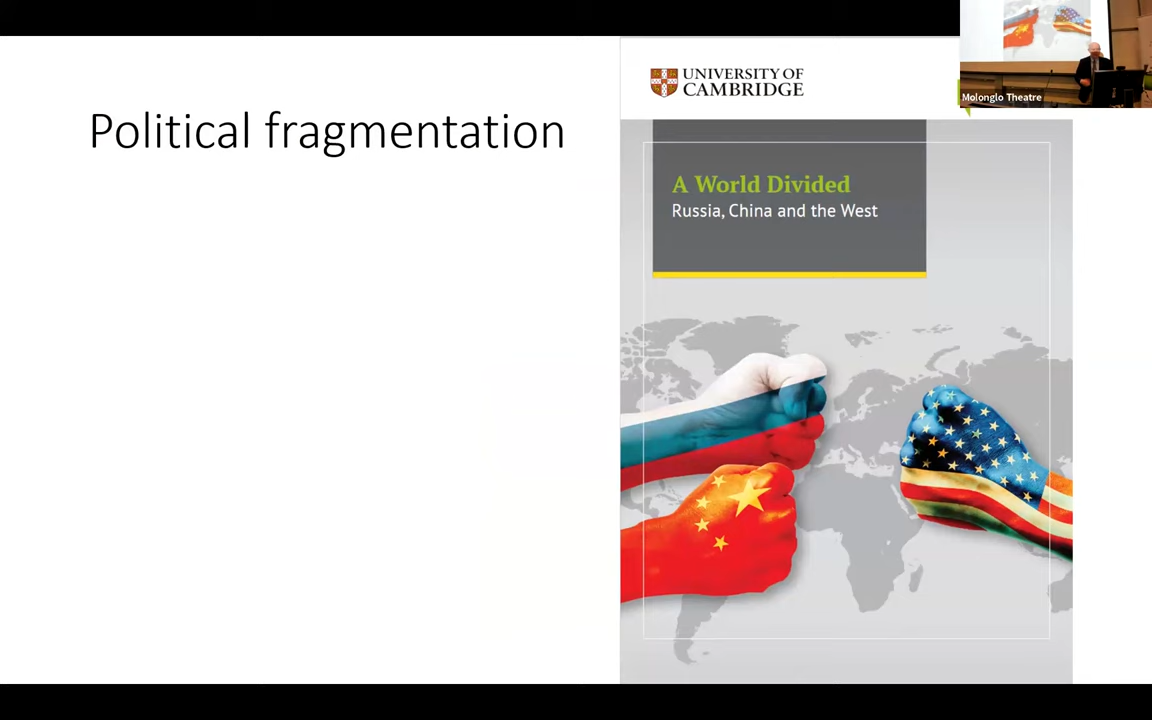 Political fragmentation
UNIVERSITY OF
CAMBRIDGE
A World Divided
Russia, China and the West
Molonglo Theatre